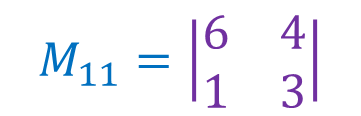 M₁₁ = |6 4|
|1 3|